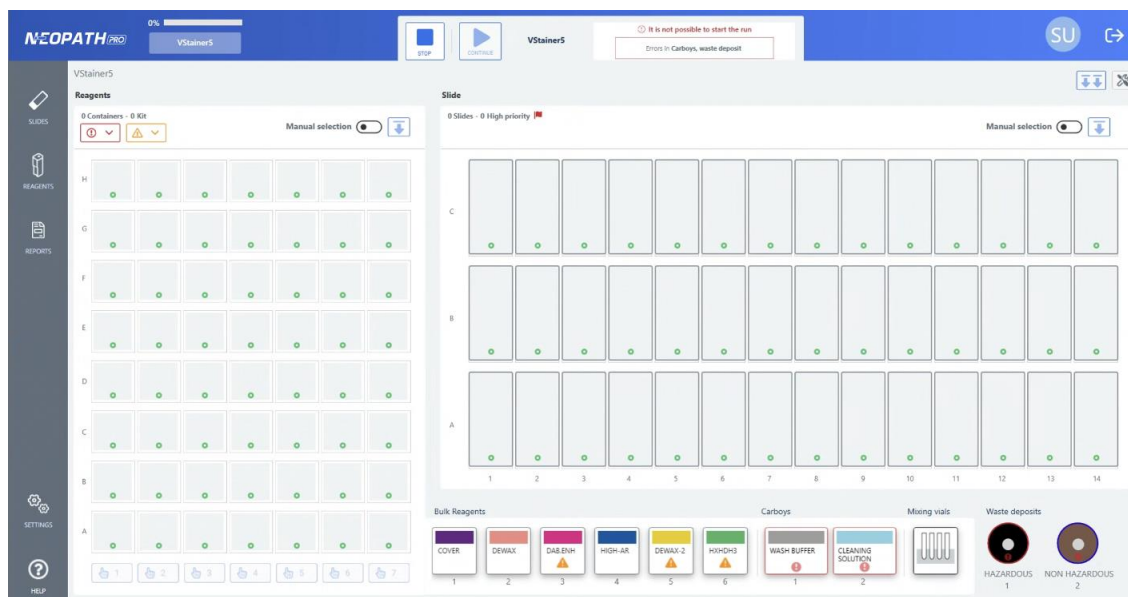 NEOPATH PRO
0%
VStainer5
STOP
CONTINUE
VStainer5
It is not possible to start the run
Errors in Carboys, waste deposit
SU
VStainer5
SLIDES
REAGENTS
REPORTS
SETTINGS
HELP
Reagents
0 Containers - 0 Kit
Manual selection
H
G
F
E
D
C
B
A
1 2 3 4 5 6 7
Slide
0 Slides - 0 High priority
Manual selection
C
B
A
1 2 3 4 5 6 7 8 9 10 11 12 13 14
Bulk Reagents
COVER DEWAX DAB.ENH HIGH-AR DEWAX-2 HXHDH3
1 2 3 4 5 6
Carboys
WASH BUFFER CLEANING
SOLUTION
1 2
Mixing vials
Waste deposits
HAZARDOUS NON HAZARDOUS
1 2